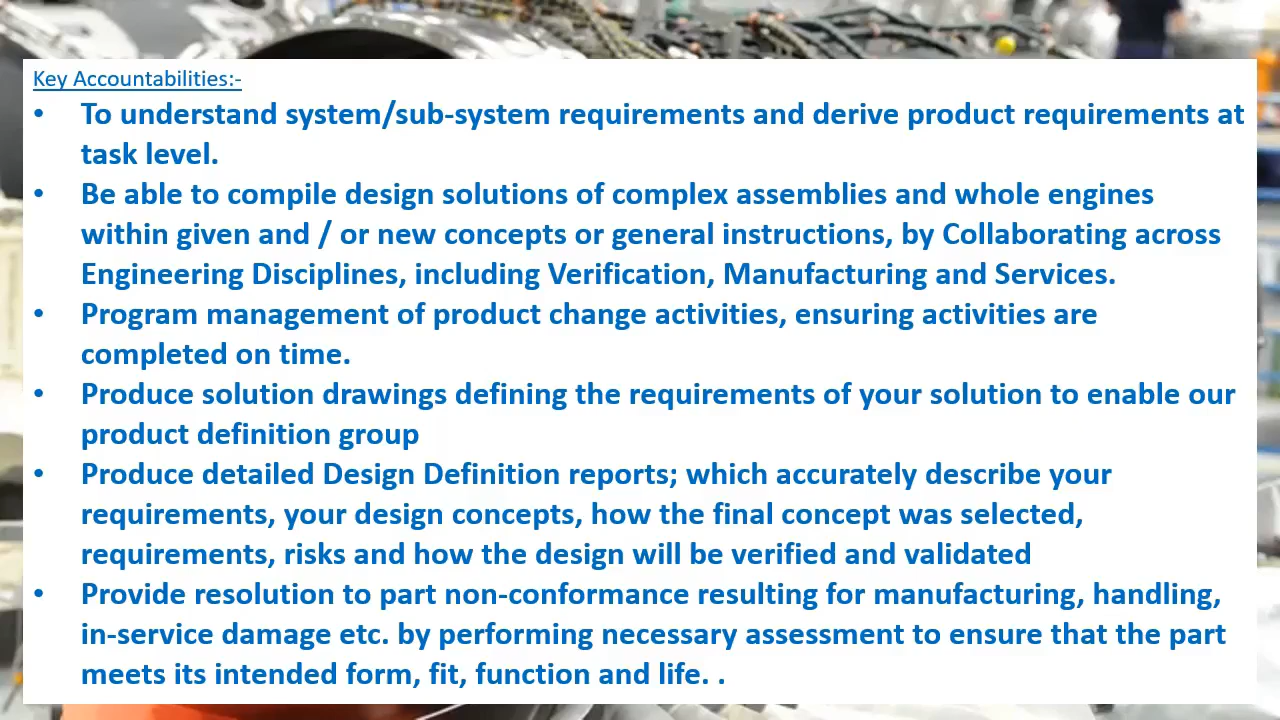 Key Accountabilities:-
• To understand system/sub-system requirements and derive product requirements at
task level.
• Be able to compile design solutions of complex assemblies and whole engines
within given and / or new concepts or general instructions, by Collaborating across
Engineering Disciplines, including Verification, Manufacturing and Services.
• Program management of product change activities, ensuring activities are
completed on time.
• Produce solution drawings defining the requirements of your solution to enable our
product definition group
• Produce detailed Design Definition reports; which accurately describe your
requirements, your design concepts, how the final concept was selected,
requirements, risks and how the design will be verified and validated
• Provide resolution to part non-conformance resulting for manufacturing, handling,
in-service damage etc. by performing necessary assessment to ensure that the part
meets its intended form, fit, function and life. .